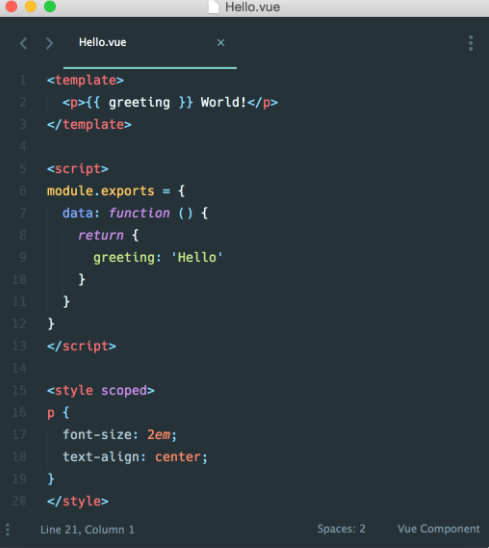 Hello.vue
Hello.vue ×
1 <template>
2   <p>{{ greeting }} World!</p>
3 </template>
4
5 <script>
6 module.exports = {
7   data: function () {
8     return {
9       greeting: 'Hello'
10     }
11   }
12 }
13 </script>
14
15 <style scoped>
16 p {
17   font-size: 2em;
18   text-align: center;
19 }
20 </style>
Line 21, Column 1 Spaces: 2 Vue Component